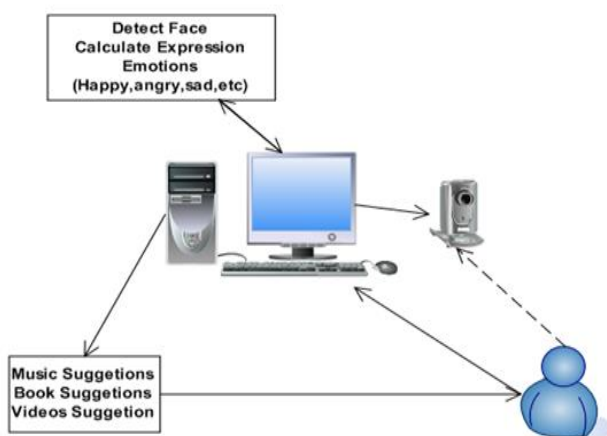 Detect Face
Calculate Expression
Emotions
(Happy,angry,sad,etc)
Music Suggetions
Book Suggetions
Videos Suggetion